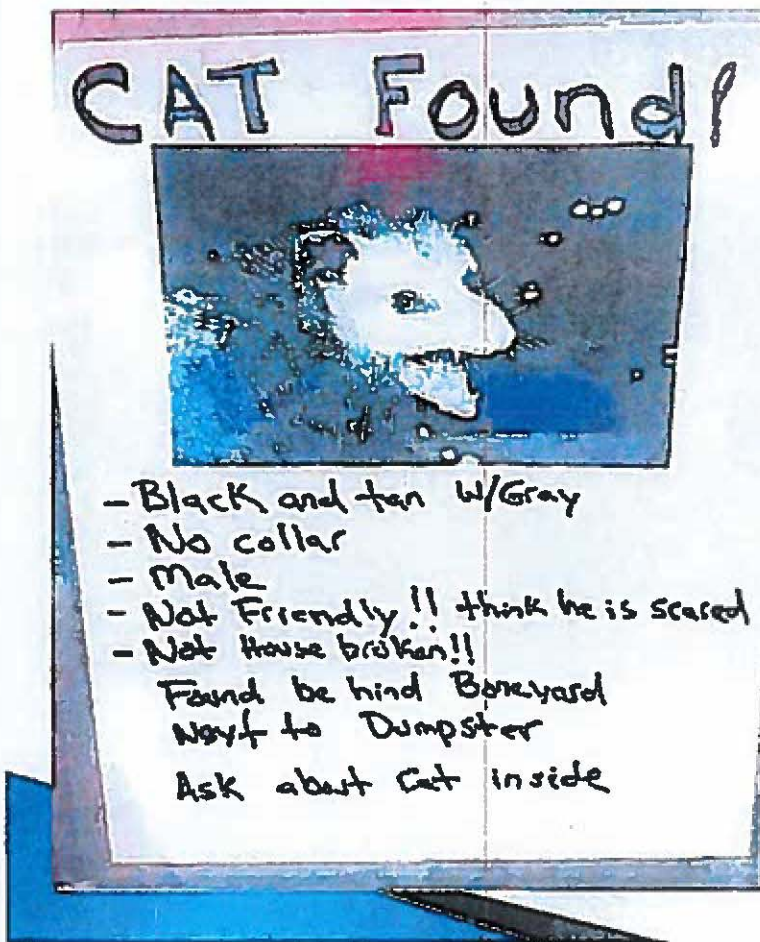 CAT Found!
- Black and tan w/Gray
- No collar
- Male
- Not Friendly!! think he is scared
- Not House broken!!
Found be hind Boneyard
Next to Dumpster
Ask about Cat inside